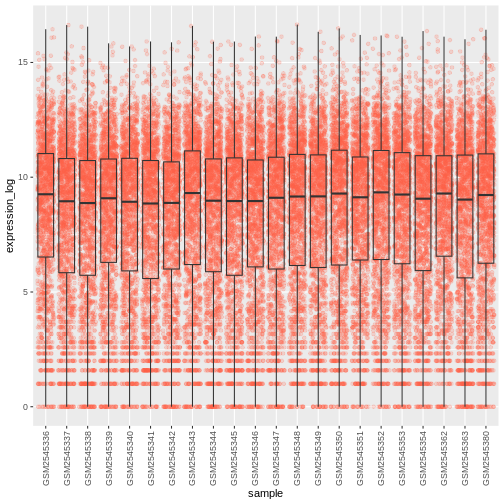 expression_log
15
10
5
0
GSM2545336
GSM2545337
GSM2545338
GSM2545339
GSM2545340
GSM2545341
GSM2545342
GSM2545343
GSM2545344
GSM2545345
GSM2545346
GSM2545347
GSM2545348
GSM2545349
GSM2545350
GSM2545351
GSM2545352
GSM2545353
GSM2545354
GSM2545362
GSM2545363
GSM2545380
sample